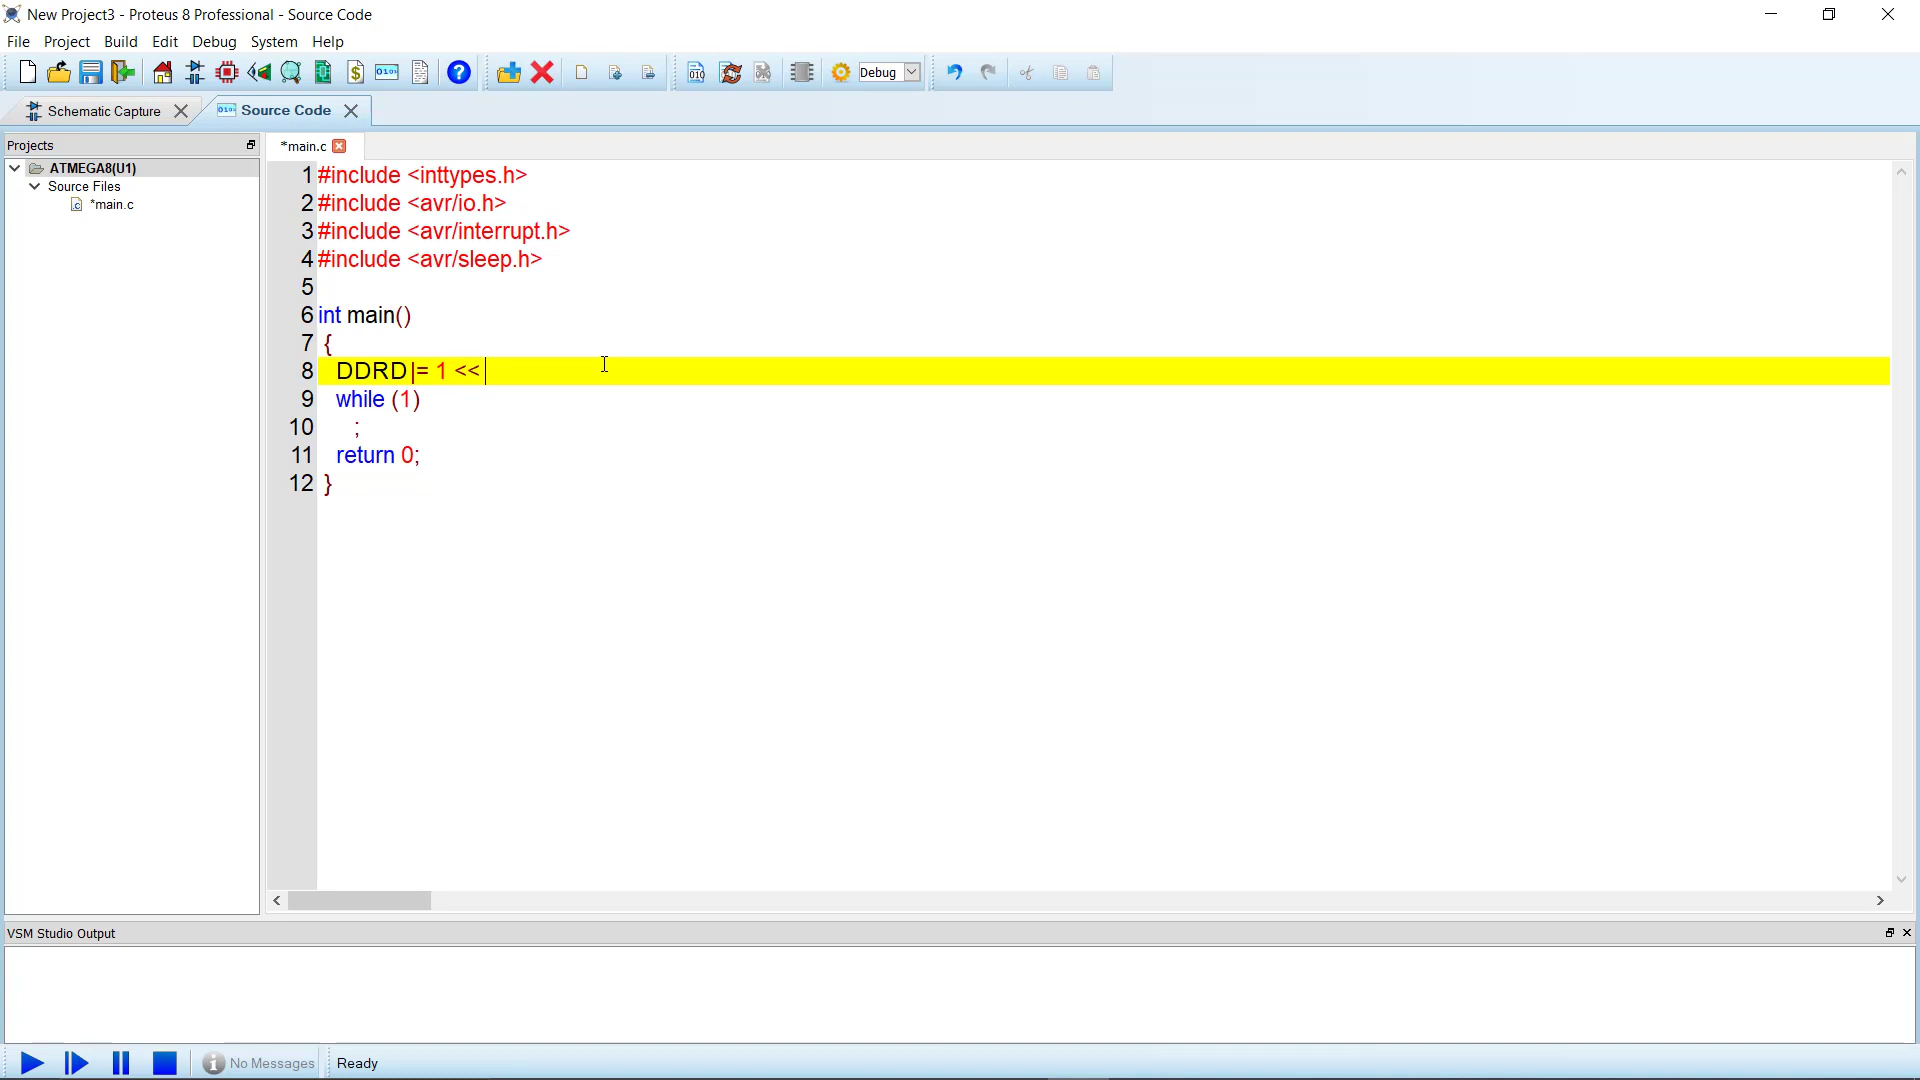 New Project3 - Proteus 8 Professional - Source Code
File Project Build Edit Debug System Help
Debug
Schematic Capture Source Code
Projects
ATMEGA8(U1)
Source Files
*main.c
*main.c
1 #include <inttypes.h>
2 #include <avr/io.h>
3 #include <avr/interrupt.h>
4 #include <avr/sleep.h>
5
6 int main()
7 {
8 DDRD|= 1 <<
9 while (1)
10 ;
11 return 0;
12 }
VSM Studio Output
No Messages Ready